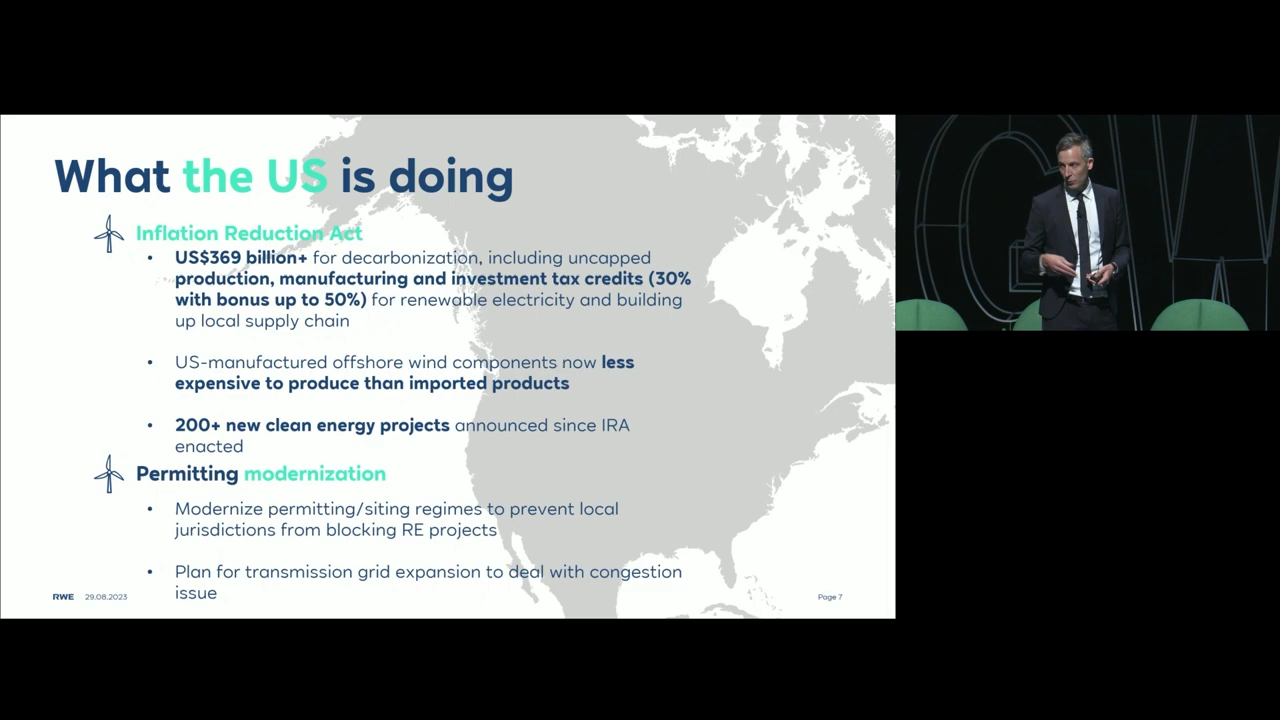 What the US is doing
Inflation Reduction Act
• US$369 billion+ for decarbonization, including uncapped
production, manufacturing and investment tax credits (30%
with bonus up to 50%) for renewable electricity and building
up local supply chain
• US-manufactured offshore wind components now less
expensive to produce than imported products
• 200+ new clean energy projects announced since IRA
enacted
Permitting modernization
• Modernize permitting/siting regimes to prevent local
jurisdictions from blocking RE projects
• Plan for transmission grid expansion to deal with congestion
issue
RWE 29.08.2023
Page 7
GW